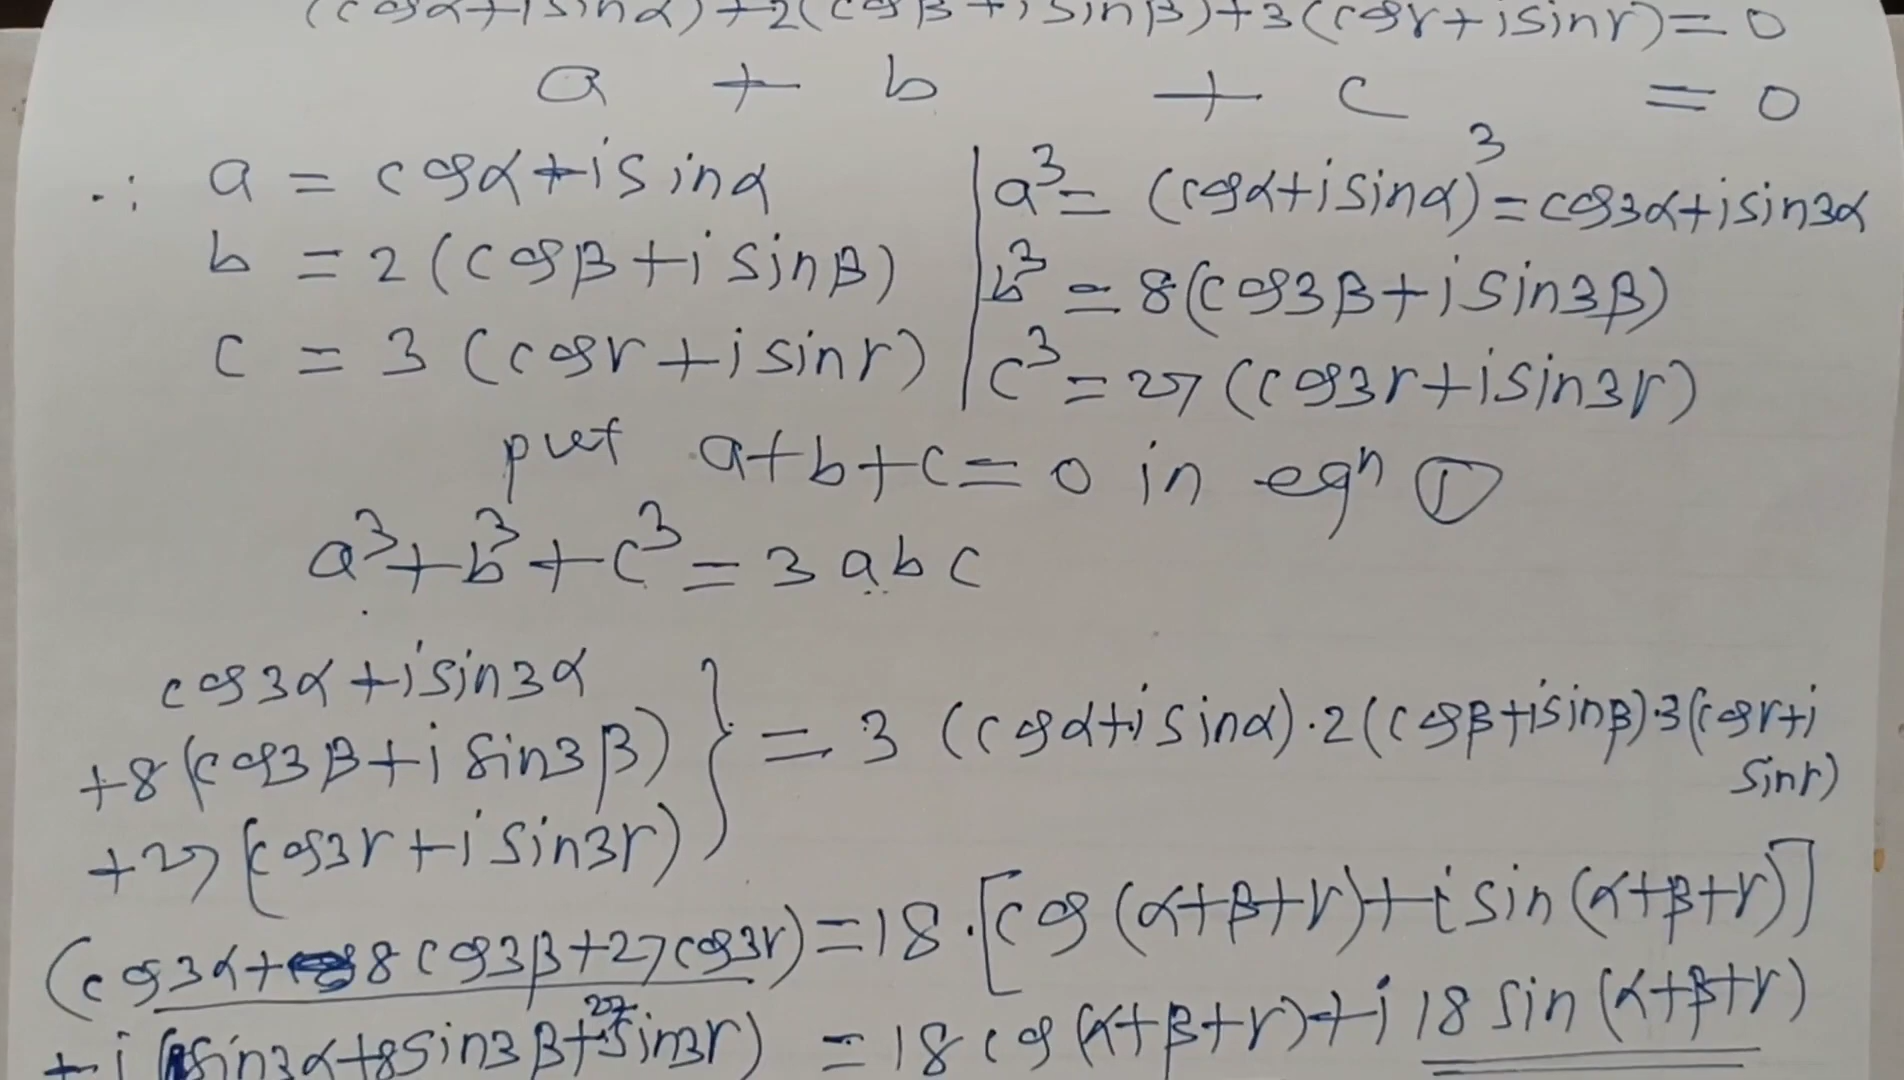 (cosα+isinα)+2(cosβ+isinβ)+3(cosr+isinr)=0
a + b + c = 0
∴ a = cosα+isinα
b = 2(cosβ+isinβ)
c = 3(cosr+isinr)
a³= (cosα+isinα)³=cos3α+isin3α
b³ = 8(cos3β+isin3β)
c³ = 27(cos3r+isin3r)
put a+b+c=0 in eqn ①
a³+b³+c³=3abc
cos3α+isin3α
+8(cos3β+isin3β)
+27(cos3r+isin3r)
} = 3 (cosα+isinα)·2(cosβ+isinβ)·3(cosr+i
sinr)
(cos3α+8cos3β+27cos3r)=18·[cos(α+β+r)+isin(α+β+r)]
+i(sin3α+8sin3β+27sin3r) = 18cos(α+β+r)+i18sin(α+β+r)